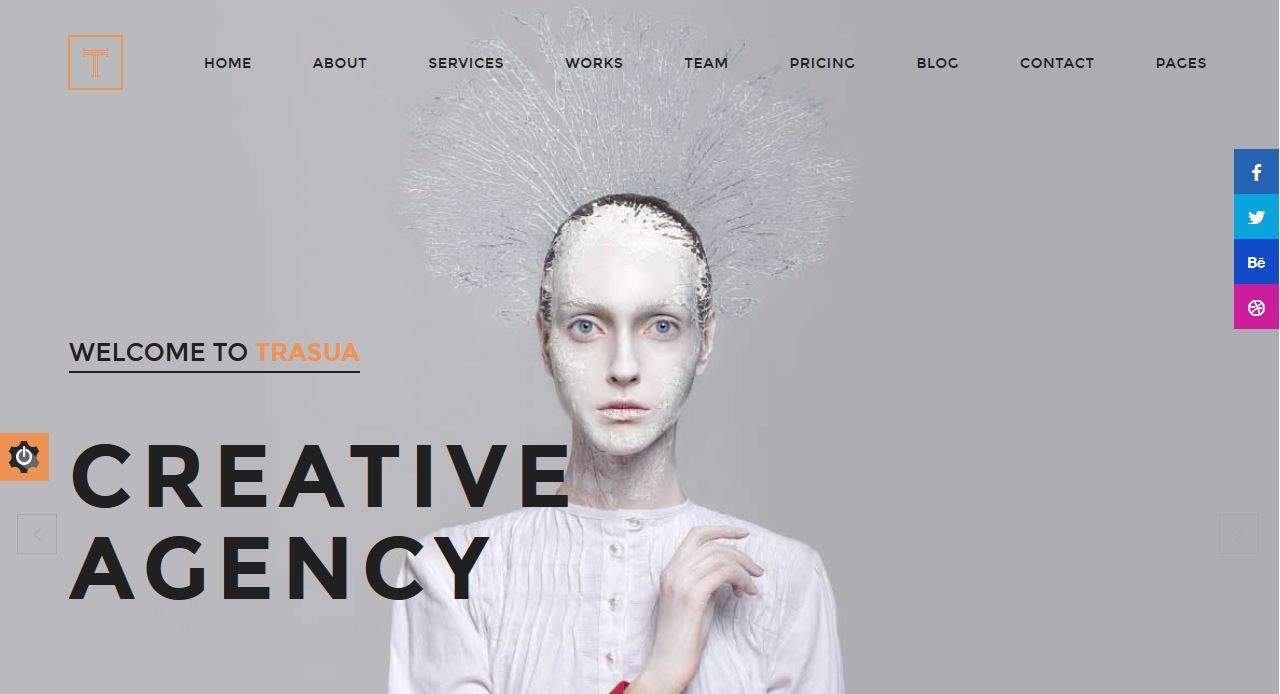 T
HOME ABOUT SERVICES WORKS TEAM PRICING BLOG CONTACT PAGES
Bē
WELCOME TO TRASUA
CREATIVE
AGENCY